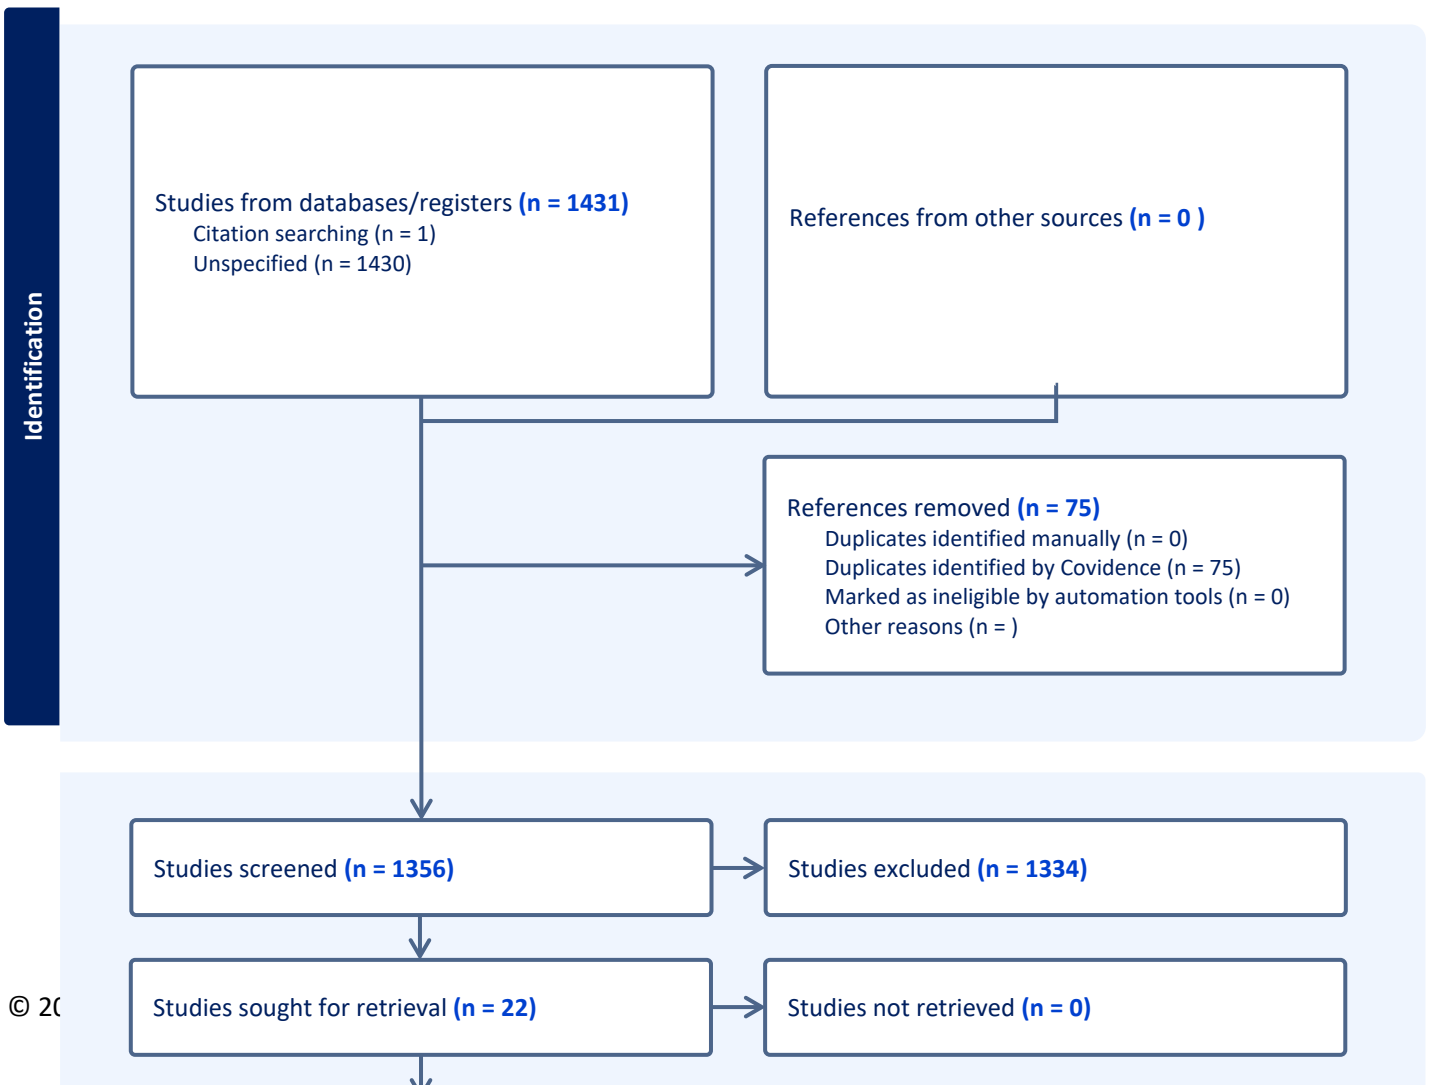 Identification
Studies from databases/registers (n = 1431)
Citation searching (n = 1)
Unspecified (n = 1430)
References from other sources (n = 0 )
References removed (n = 75)
Duplicates identified manually (n = 0)
Duplicates identified by Covidence (n = 75)
Marked as ineligible by automation tools (n = 0)
Other reasons (n = )
Studies screened (n = 1356)
Studies excluded (n = 1334)
Studies sought for retrieval (n = 22)
Studies not retrieved (n = 0)
©